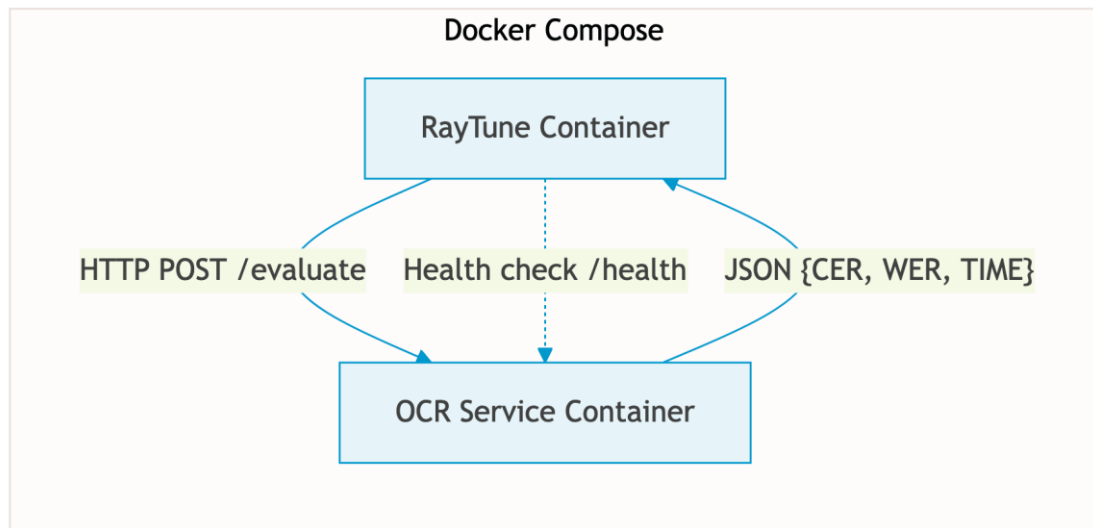 Docker Compose
RayTune Container
HTTP POST /evaluate
Health check /health
JSON {CER, WER, TIME}
OCR Service Container